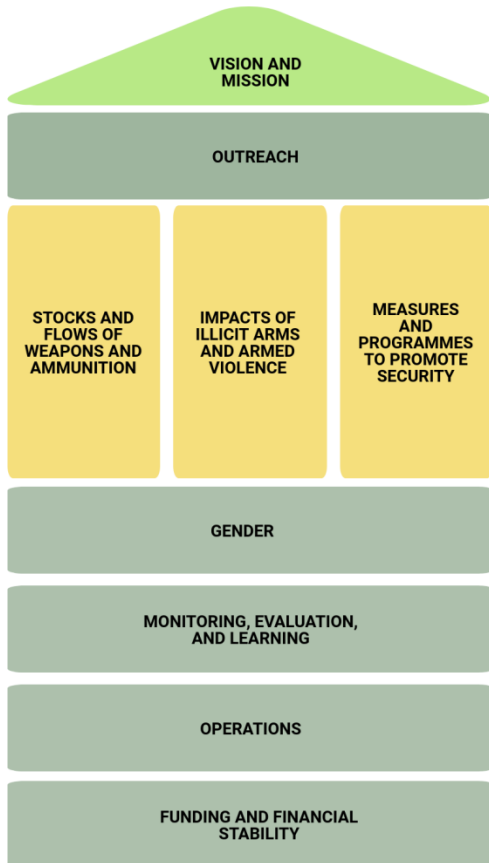 VISION AND
MISSION
OUTREACH
STOCKS AND
FLOWS OF
WEAPONS AND
AMMUNITION
IMPACTS OF
ILLICIT ARMS
AND ARMED
VIOLENCE
MEASURES
AND
PROGRAMMES
TO PROMOTE
SECURITY
GENDER
MONITORING, EVALUATION,
AND LEARNING
OPERATIONS
FUNDING AND FINANCIAL
STABILITY